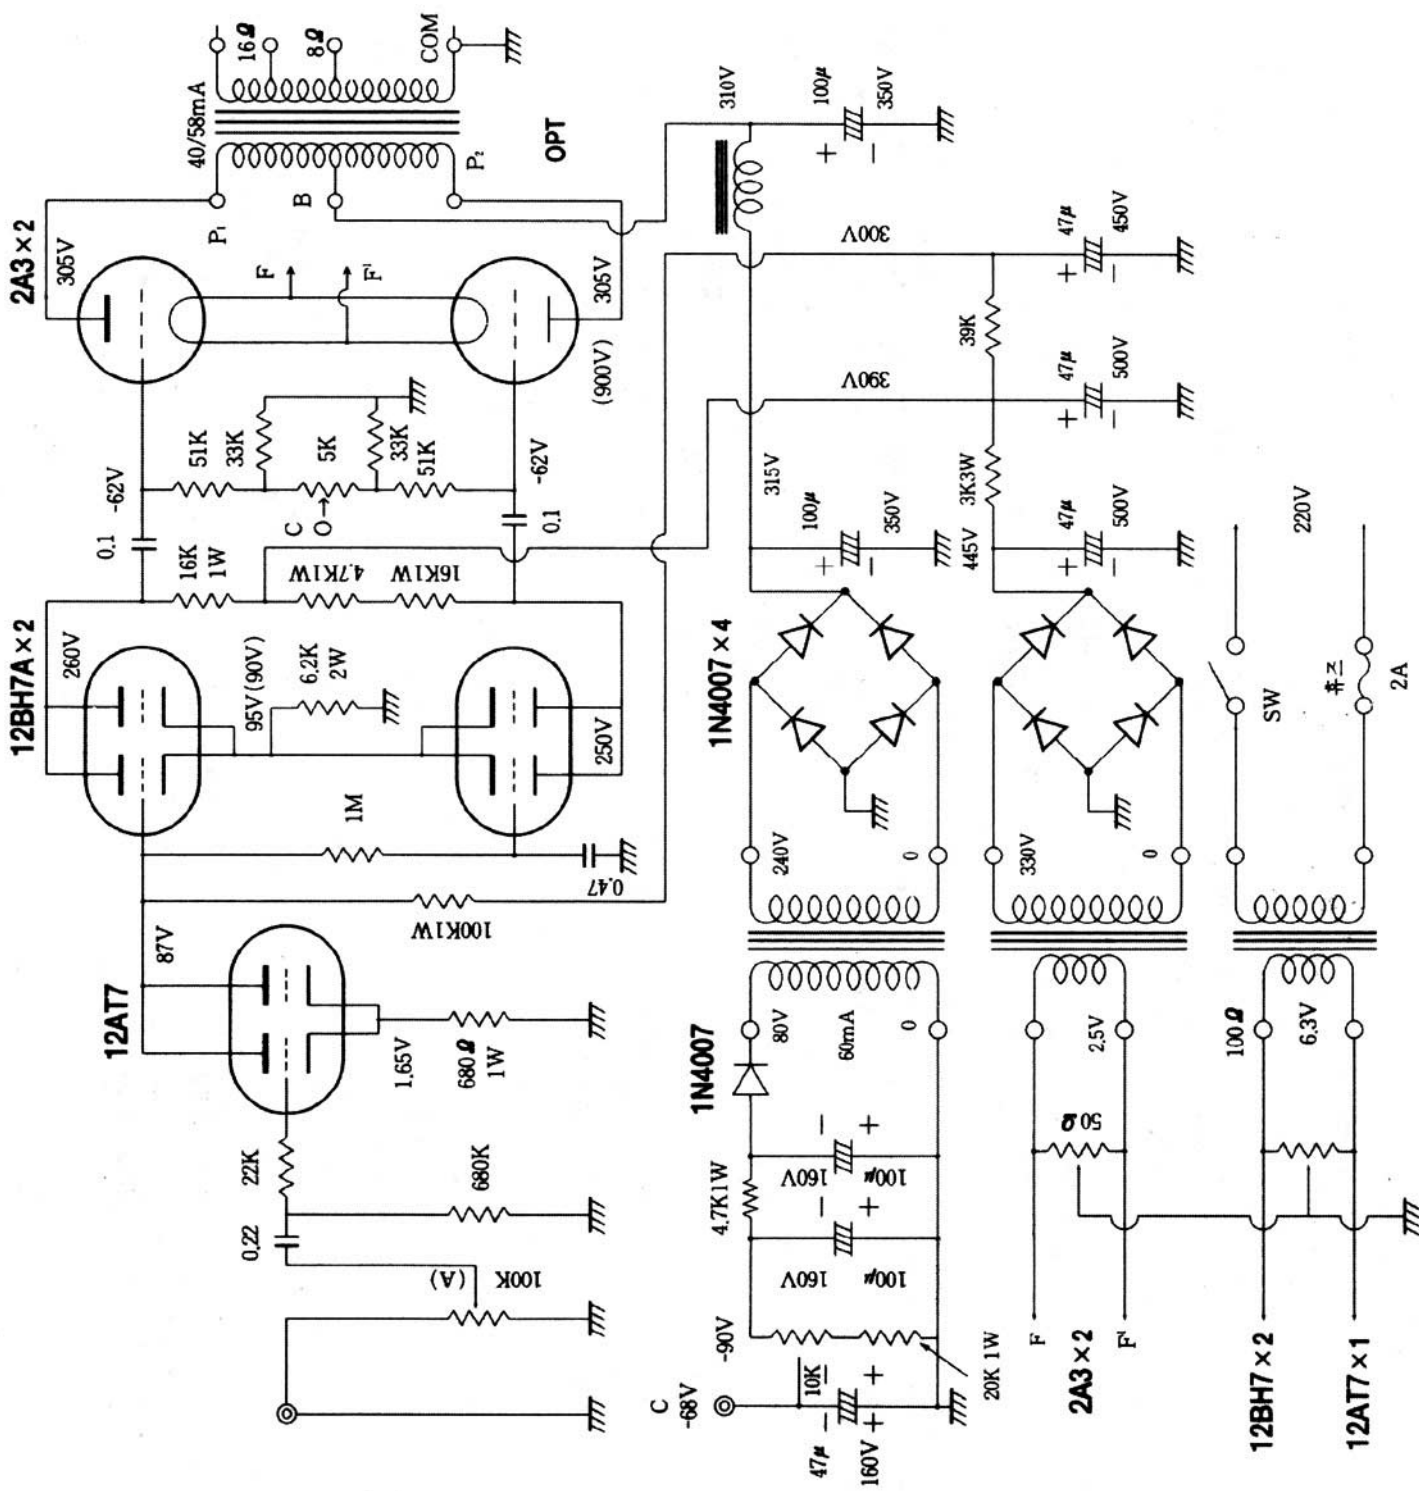 12AT7
12BH7A×2
2A3×2
100K
(A)
0.22
22K
680K
1.65V
680Ω
1W
87V
100K1W
1M
0.47
260V
95V(90V)
6.2K
2W
250V
0.1
16K
1W
4.7K1W
16K1W
0.1
-62V
C
51K
33K
5K
33K
51K
-62V
305V
F
F'
305V
(900V)
P₁
B
P₂
40/58mA
16Ω
8Ω
COM
OPT
C
-68V
47μ
160V
-90V
10K
20K 1W
160V
100μ
4.7K1W
160V
100μ
1N4007
80V
60mA
0
240V
0
1N4007×4
100μ
350V
315V
310V
100μ
350V
330V
0
445V
47μ
500V
3K3W
390V
47μ
500V
39K
300V
47μ
450V
F
2A3×2
F'
50Ω
2.5V
12BH7×2
12AT7×1
100Ω
6.3V
SW
2A
220V